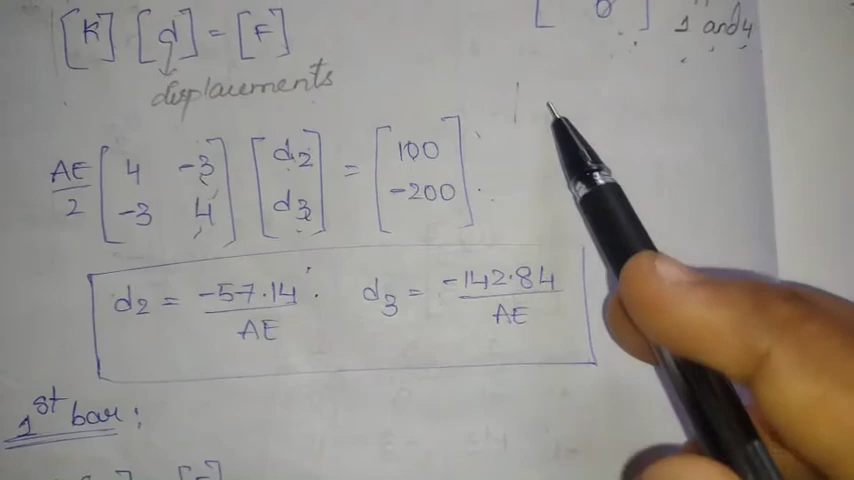 [K] [d] = [F]
0
1 and 4
displacements
AE/2 [4 -3; -3 4] [d2; d3] = [100; -200]
d2 = -57.14/AE    d3 = -142.84/AE
1st bar: